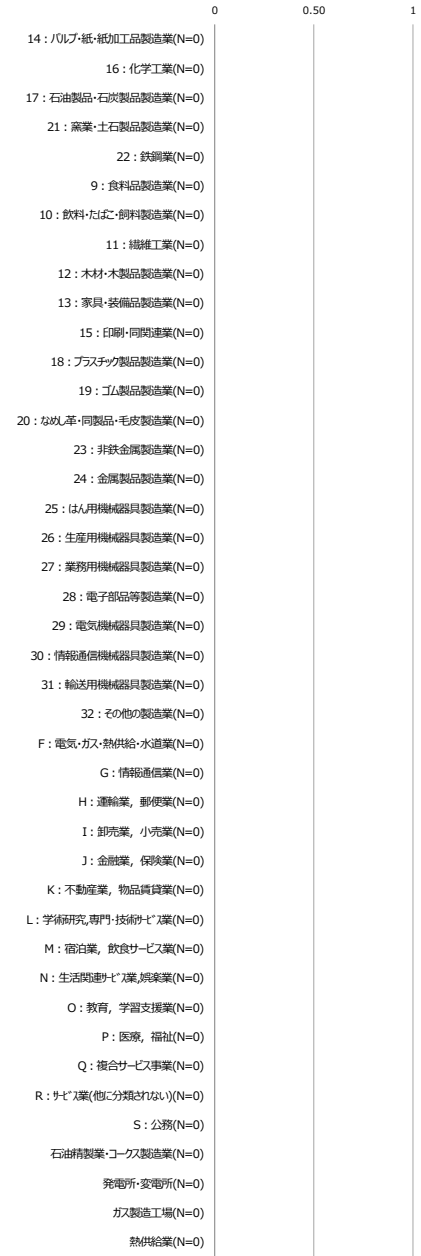 0 0.50 1
14：パルプ・紙・紙加工品製造業(N=0)
16：化学工業(N=0)
17：石油製品・石炭製品製造業(N=0)
21：窯業・土石製品製造業(N=0)
22：鉄鋼業(N=0)
9：食料品製造業(N=0)
10：飲料・たばこ・飼料製造業(N=0)
11：繊維工業(N=0)
12：木材・木製品製造業(N=0)
13：家具・装備品製造業(N=0)
15：印刷・同関連業(N=0)
18：プラスチック製品製造業(N=0)
19：ゴム製品製造業(N=0)
20：なめし革・同製品・毛皮製造業(N=0)
23：非鉄金属製造業(N=0)
24：金属製品製造業(N=0)
25：はん用機械器具製造業(N=0)
26：生産用機械器具製造業(N=0)
27：業務用機械器具製造業(N=0)
28：電子部品等製造業(N=0)
29：電気機械器具製造業(N=0)
30：情報通信機械器具製造業(N=0)
31：輸送用機械器具製造業(N=0)
32：その他の製造業(N=0)
F：電気・ガス・熱供給・水道業(N=0)
G：情報通信業(N=0)
H：運輸業，郵便業(N=0)
I：卸売業，小売業(N=0)
J：金融業，保険業(N=0)
K：不動産業，物品賃貸業(N=0)
L：学術研究,専門・技術ｻｰﾋﾞｽ業(N=0)
M：宿泊業，飲食サービス業(N=0)
N：生活関連ｻｰﾋﾞｽ業,娯楽業(N=0)
O：教育，学習支援業(N=0)
P：医療，福祉(N=0)
Q：複合サービス事業(N=0)
R：ｻｰﾋﾞｽ業(他に分類されない)(N=0)
S：公務(N=0)
石油精製業・コークス製造業(N=0)
発電所・変電所(N=0)
ガス製造工場(N=0)
熱供給業(N=0)